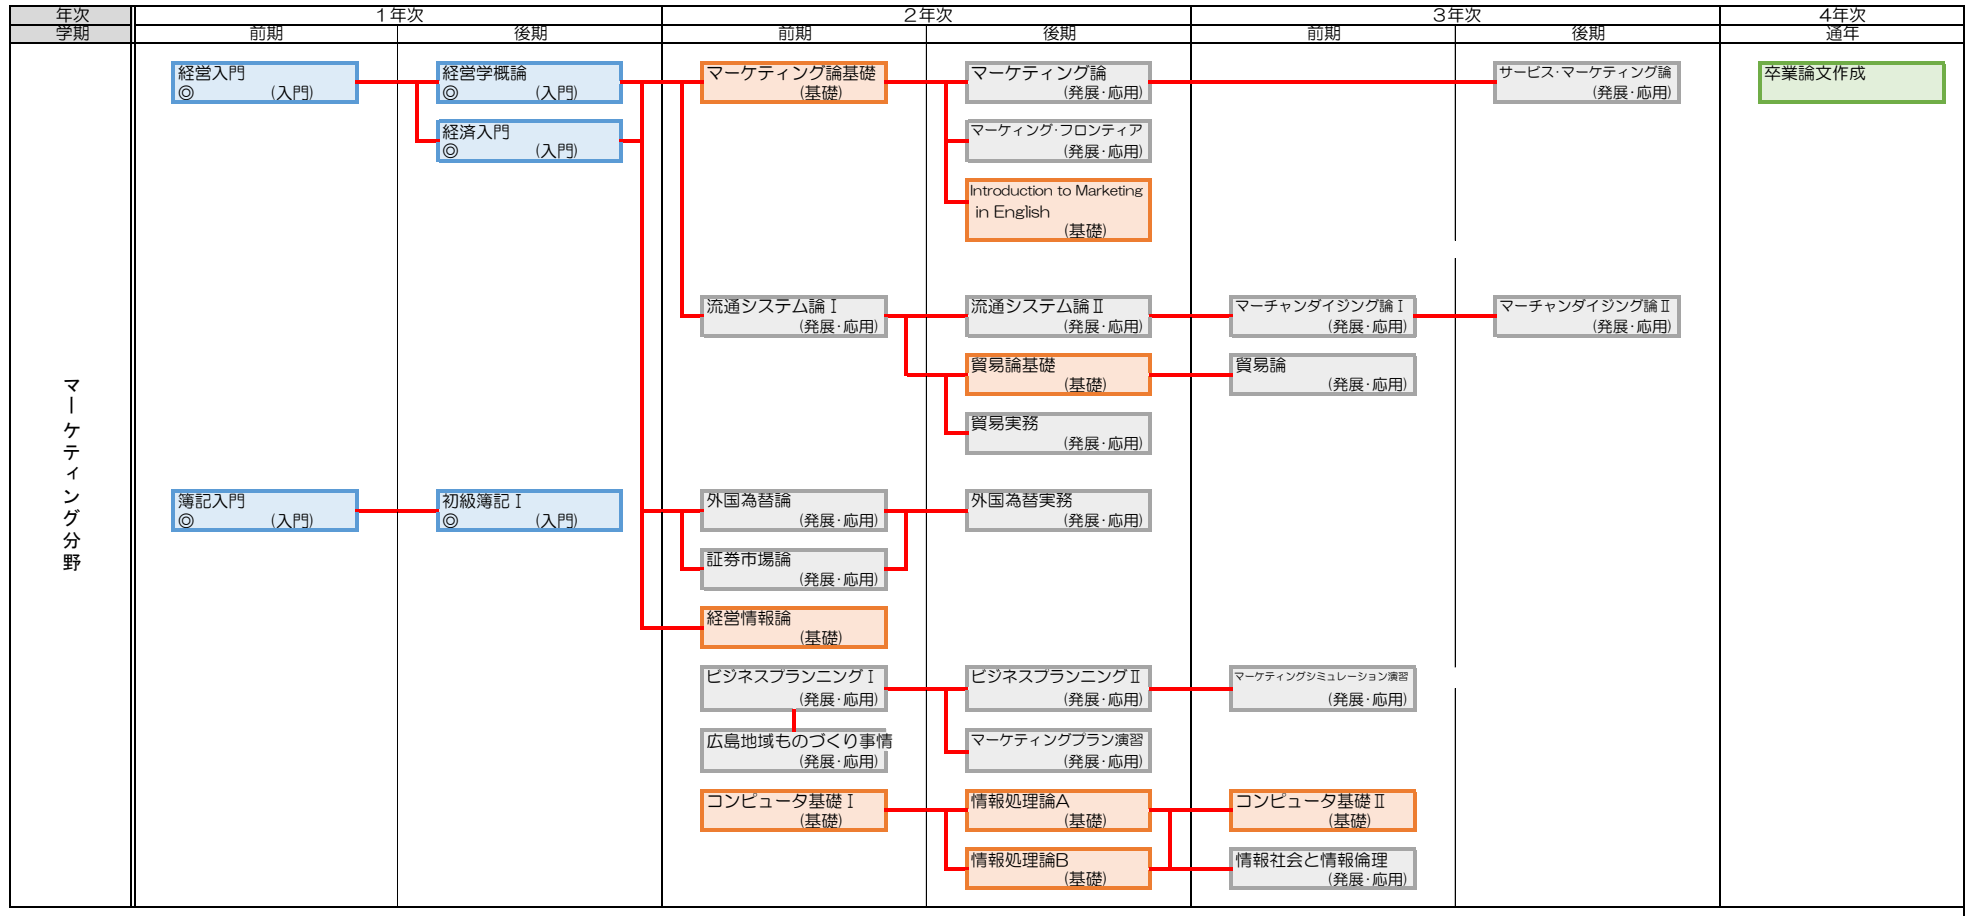 年次
1年次
2年次
3年次
4年次
学期
前期
後期
前期
後期
前期
後期
通年
マーケティング分野
経営入門
◎ (入門)
経営学概論
◎ (入門)
マーケティング論基礎
(基礎)
マーケティング論
(発展・応用)
サービス・マーケティング論
(発展・応用)
卒業論文作成
経済入門
◎ (入門)
マーケィング・フロンティア
(発展・応用)
Introduction to Marketing
in English
(基礎)
流通システム論Ⅰ
(発展・応用)
流通システム論Ⅱ
(発展・応用)
マーチャンダイジング論Ⅰ
(発展・応用)
マーチャンダイジング論Ⅱ
(発展・応用)
貿易論基礎
(基礎)
貿易論
(発展・応用)
貿易実務
(発展・応用)
簿記入門
◎ (入門)
初級簿記Ⅰ
◎ (入門)
外国為替論
(発展・応用)
外国為替実務
(発展・応用)
証券市場論
(発展・応用)
経営情報論
(基礎)
ビジネスプランニングⅠ
(発展・応用)
ビジネスプランニングⅡ
(発展・応用)
マーケティングシミュレーション演習
(発展・応用)
広島地域ものづくり事情
(発展・応用)
マーケティングプラン演習
(発展・応用)
コンピュータ基礎Ⅰ
(基礎)
情報処理論A
(基礎)
コンピュータ基礎Ⅱ
(基礎)
情報処理論B
(基礎)
情報社会と情報倫理
(発展・応用)